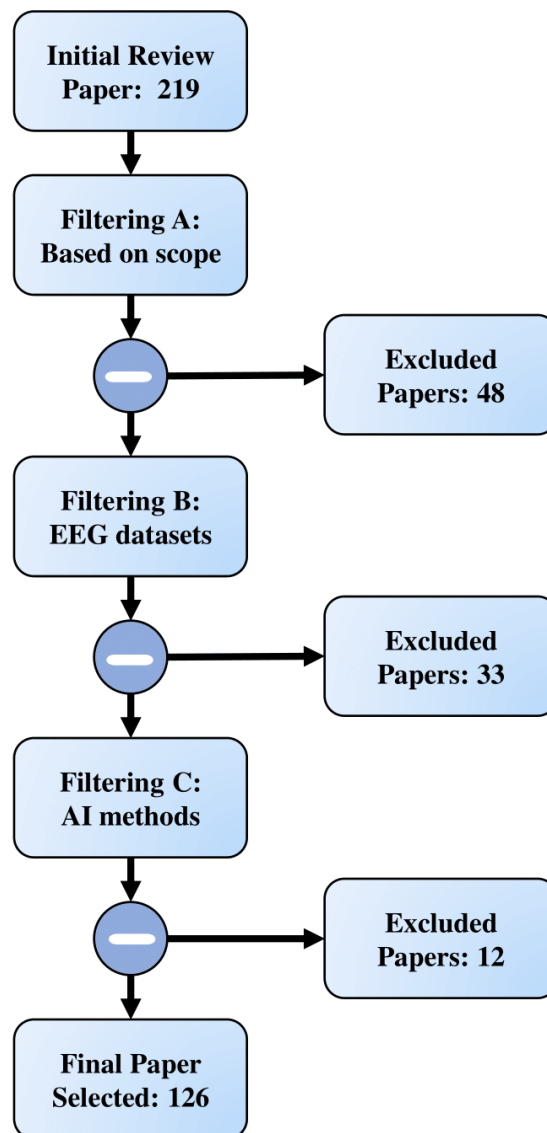 Initial Review
Paper:  219
Filtering A:
Based on scope
Excluded
Papers: 48
Filtering B:
EEG datasets
Excluded
Papers: 33
Filtering C:
AI methods
Excluded
Papers: 12
Final Paper
Selected: 126